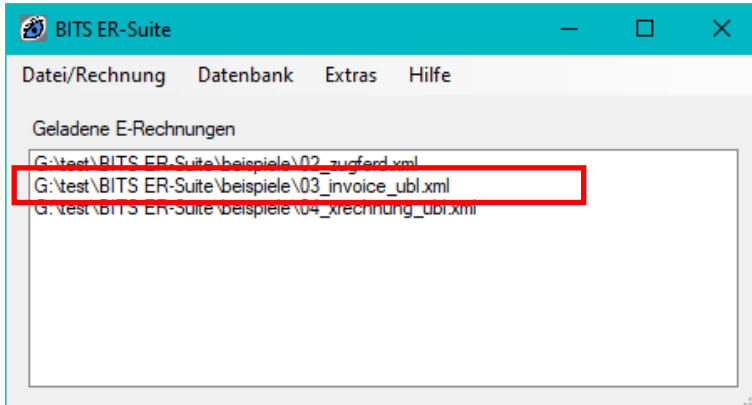 BITS ER-Suite
Datei/Rechnung Datenbank Extras Hilfe
Geladene E-Rechnungen
G:\test\BITS ER-Suite\beispiele\02_zugferd.xml
G:\test\BITS ER-Suite\beispiele\03_invoice_ubl.xml
G:\test\BITS ER-Suite\beispiele\04_xrechnung_ubl.xml